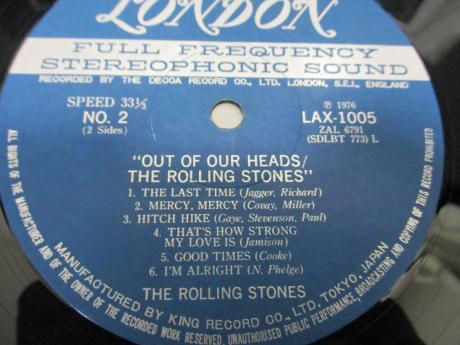 LONDON
FULL FREQUENCY
STEREOPHONIC SOUND
RECORDED BY THE DECCA RECORD CO., LTD. LONDON, S.E.I., ENGLAND
SPEED 33⅓
NO. 2
(2 Sides)
Ⓟ 1976
LAX-1005
ZAL 6791
(SDLBT 773) L
"OUT OF OUR HEADS/
THE ROLLING STONES"
1. THE LAST TIME (Jagger, Richard)
2. MERCY, MERCY (Covay, Miller)
3. HITCH HIKE (Gaye, Stevenson, Paul)
4. THAT'S HOW STRONG
MY LOVE IS (Jamison)
5. GOOD TIMES (Cooke)
6. I'M ALRIGHT (N. Phelge)
THE ROLLING STONES
MANUFACTURED BY KING RECORD CO., LTD. TOKYO, JAPAN
ALL RIGHTS OF THE MANUFACTURER AND OF THE OWNER OF THE RECORDED WORK RESERVED. UNAUTHORISED PUBLIC PERFORMANCE, BROADCASTING AND COPYING OF THIS RECORD PROHIBITED